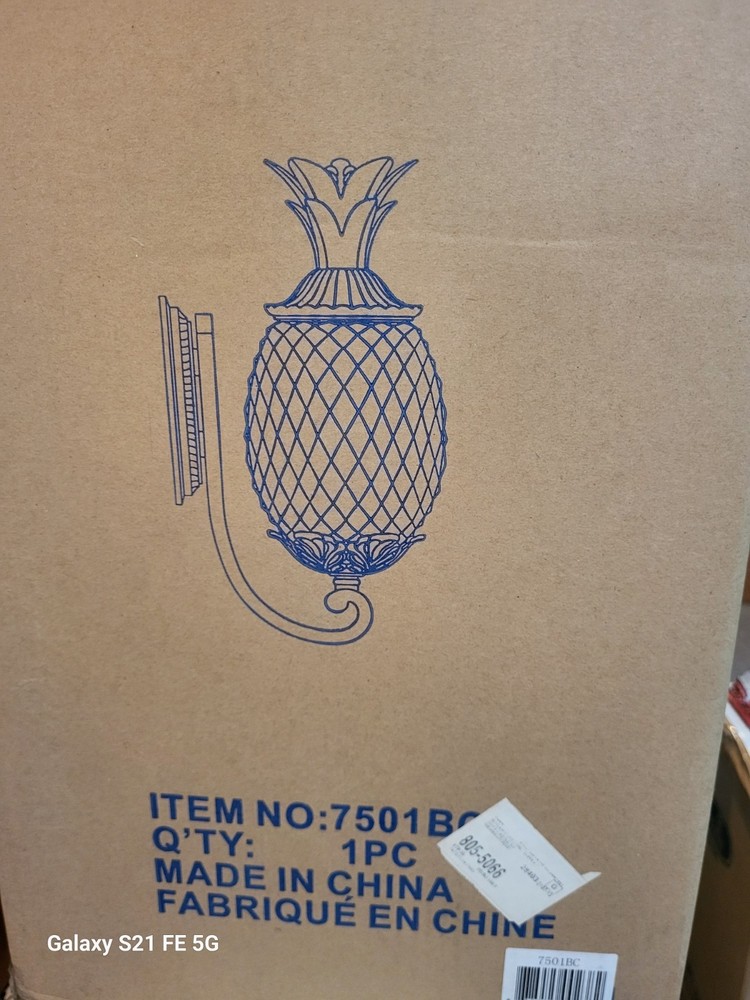 ITEM NO:7501BC
Q'TY: 1PC
MADE IN CHINA
FABRIQUÉ EN CHINE
805-5066
7501BC
Galaxy S21 FE 5G